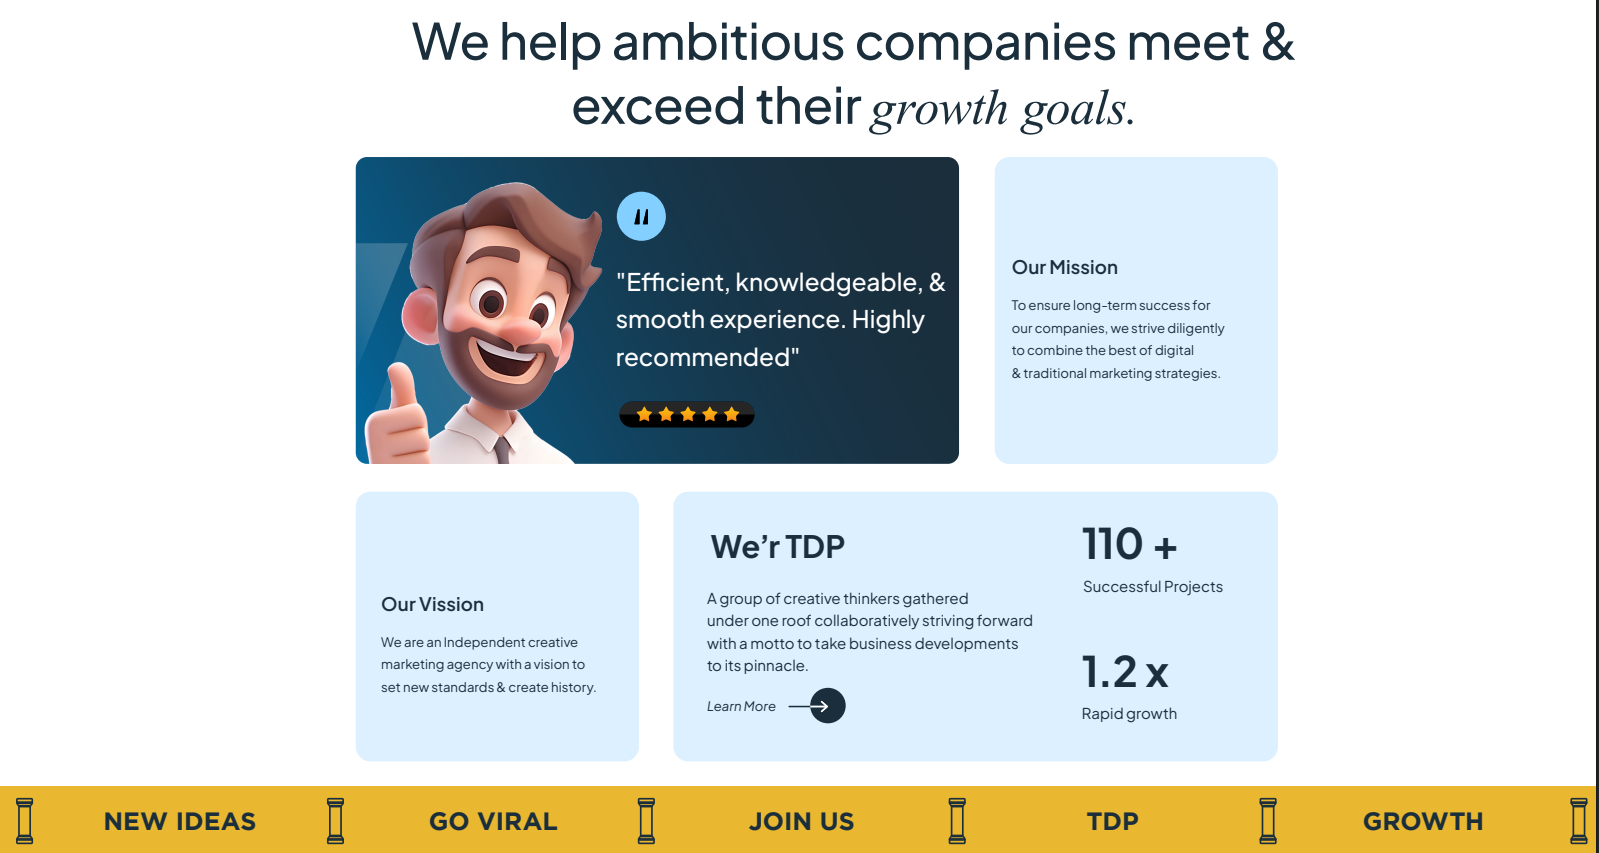 We help ambitious companies meet &
exceed their growth goals.
"Efficient, knowledgeable, &
smooth experience. Highly
recommended"
Our Mission
To ensure long-term success for
our companies, we strive diligently
to combine the best of digital
& traditional marketing strategies.
Our Vission
We are an Independent creative
marketing agency with a vision to
set new standards & create history.
We’r TDP
A group of creative thinkers gathered
under one roof collaboratively striving forward
with a motto to take business developments
to its pinnacle.
Learn More
110 +
Successful Projects
1.2 x
Rapid growth
NEW IDEAS
GO VIRAL
JOIN US
TDP
GROWTH